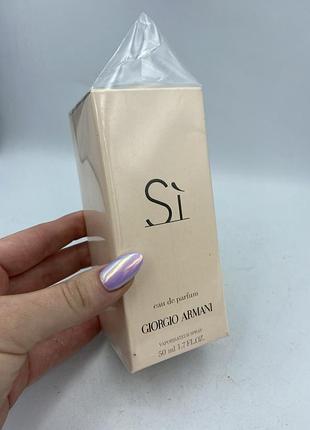 Sì
eau de parfum
GIORGIO ARMANI
VAPORISATEUR SPRAY
50 ml 1.7 FL.OZ.